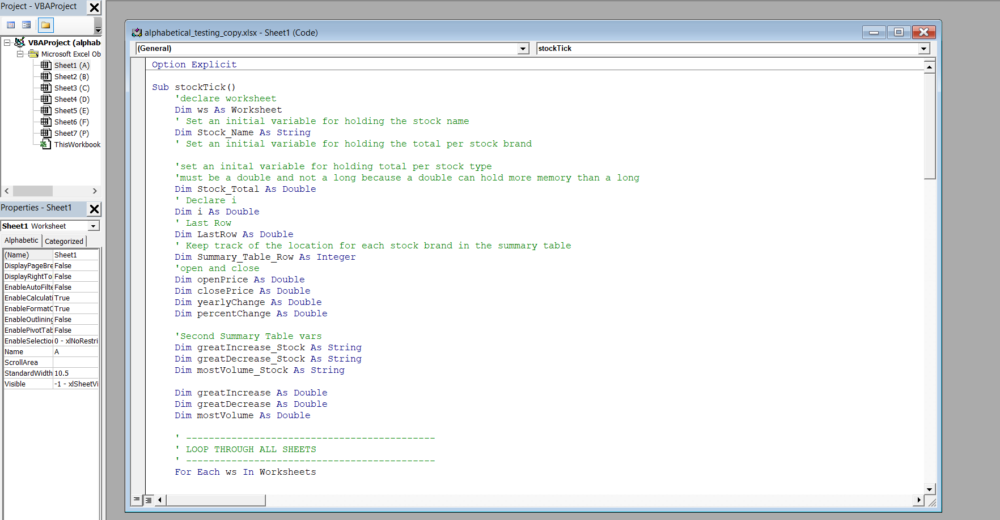 Project - VBAProject
VBAProject (alphab
Microsoft Excel Ob
Sheet1 (A)
Sheet2 (B)
Sheet3 (C)
Sheet4 (D)
Sheet5 (E)
Sheet6 (F)
Sheet7 (P)
ThisWorkbook
Properties - Sheet1
Sheet1 Worksheet
Alphabetic Categorized
(Name) Sheet1
DisplayPageBre False
DisplayRightTo False
EnableAutoFilte False
EnableCalculati True
EnableFormatC True
EnableOutlining False
EnablePivotTab False
EnableSelection 0 - xlNoRestri
Name A
ScrollArea
StandardWidth 10.5
Visible -1 - xlSheetVi
alphabetical_testing_copy.xlsx - Sheet1 (Code)
(General) stockTick
Option Explicit
Sub stockTick()
'declare worksheet
Dim ws As Worksheet
' Set an initial variable for holding the stock name
Dim Stock_Name As String
' Set an initial variable for holding the total per stock brand
'set an inital variable for holding total per stock type
'must be a double and not a long because a double can hold more memory than a long
Dim Stock_Total As Double
' Declare i
Dim i As Double
' Last Row
Dim LastRow As Double
' Keep track of the location for each stock brand in the summary table
Dim Summary_Table_Row As Integer
'open and close
Dim openPrice As Double
Dim closePrice As Double
Dim yearlyChange As Double
Dim percentChange As Double
'Second Summary Table vars
Dim greatIncrease_Stock As String
Dim greatDecrease_Stock As String
Dim mostVolume_Stock As String
Dim greatIncrease As Double
Dim greatDecrease As Double
Dim mostVolume As Double
' --------------------------------------------
' LOOP THROUGH ALL SHEETS
' --------------------------------------------
For Each ws In Worksheets